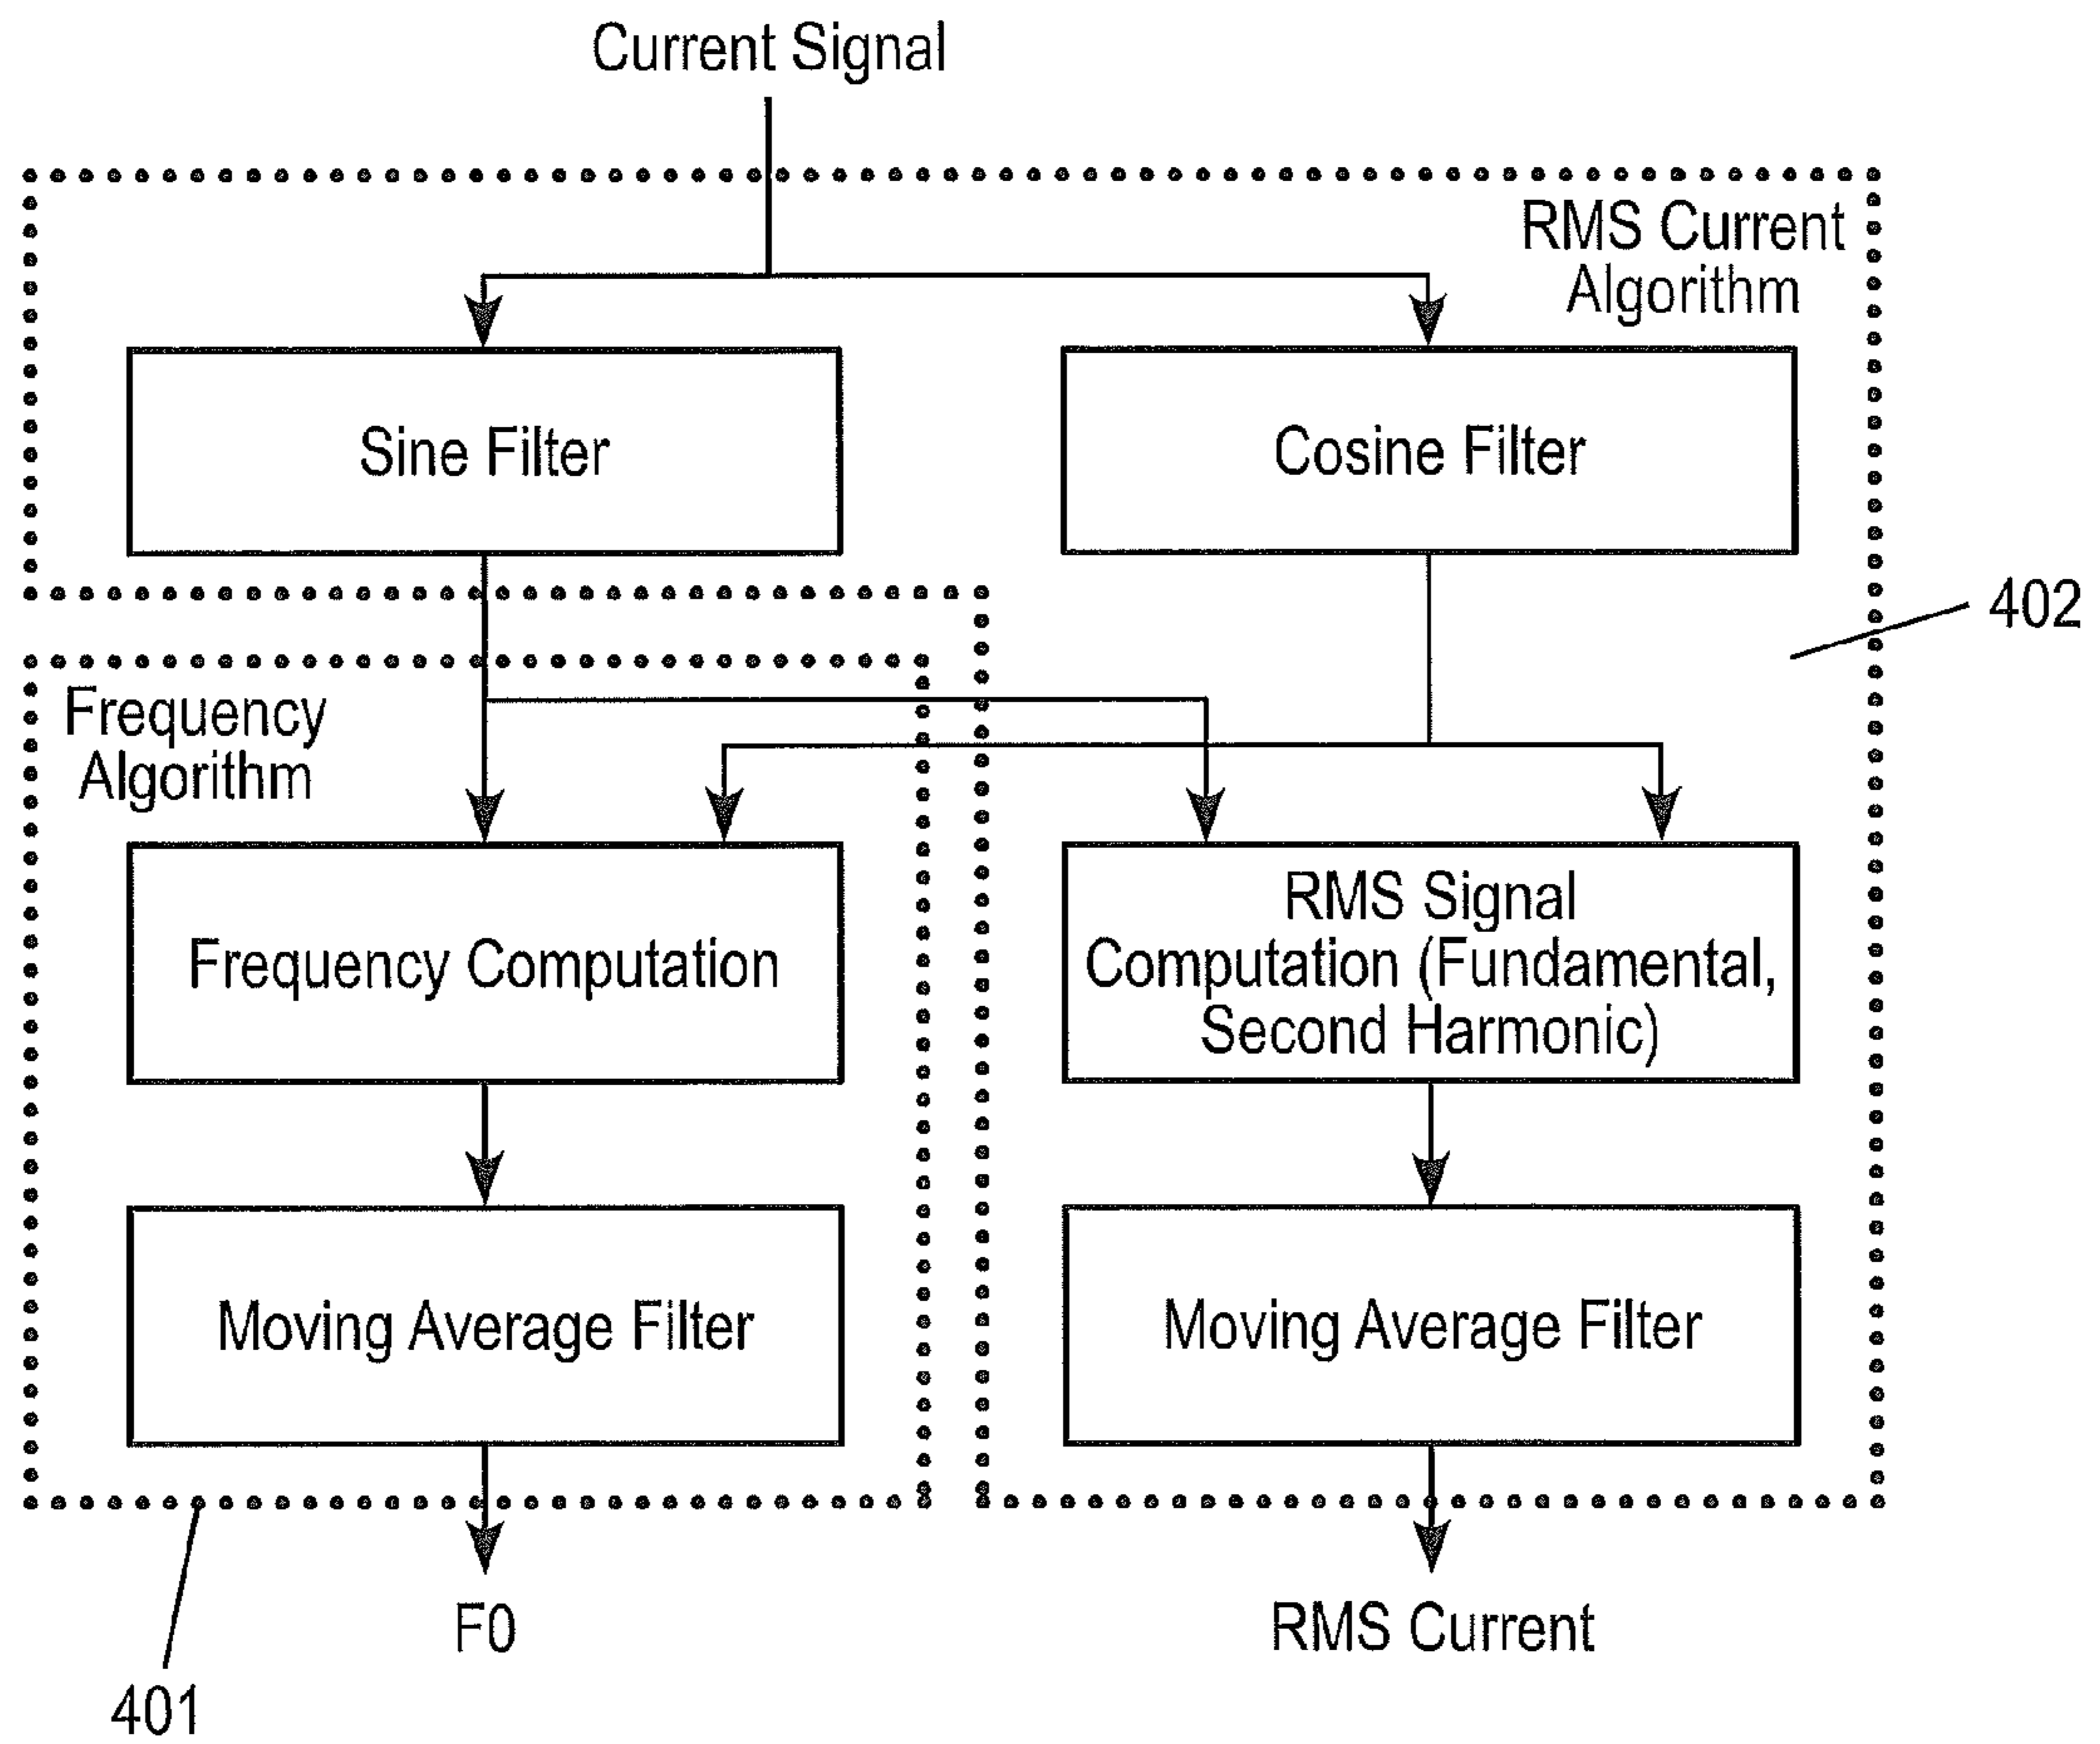 Current Signal
RMS Current
Algorithm
Sine Filter
Cosine Filter
402
Frequency
Algorithm
Frequency Computation
RMS Signal
Computation (Fundamental,
Second Harmonic)
Moving Average Filter
Moving Average Filter
F0
RMS Current
401